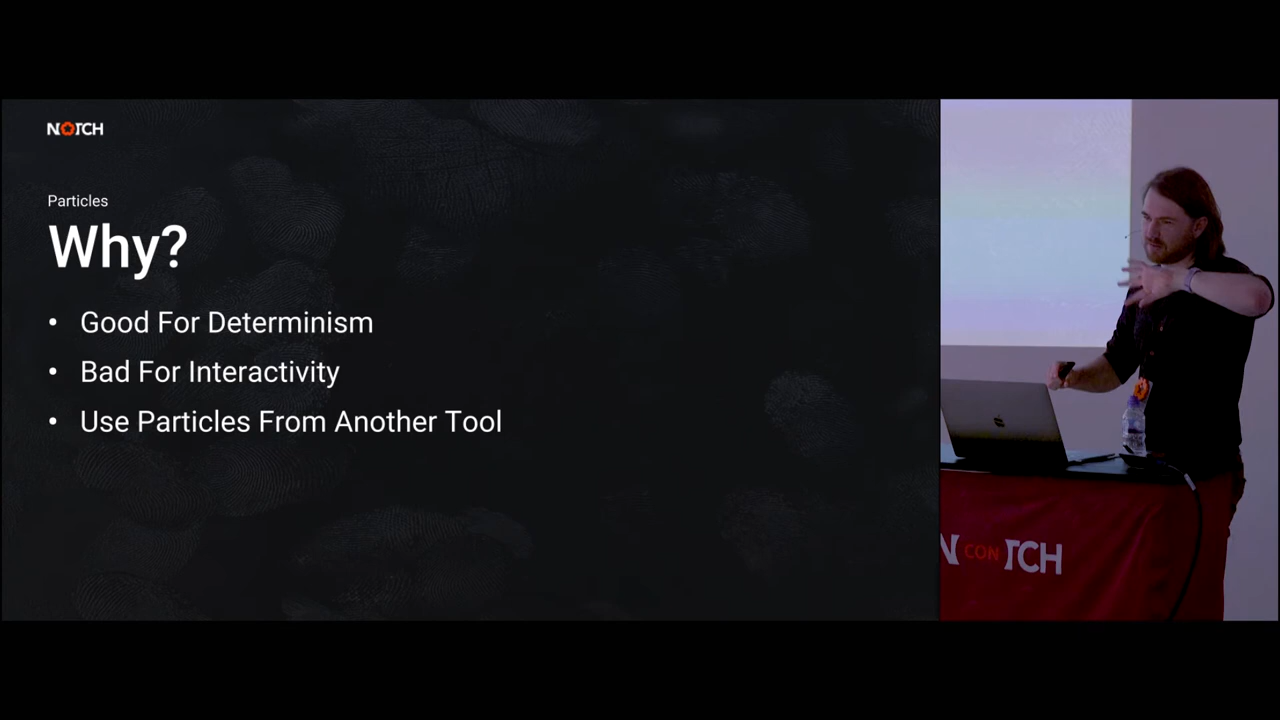 NOTCH
Particles
Why?
• Good For Determinism
• Bad For Interactivity
• Use Particles From Another Tool
N CON TCH